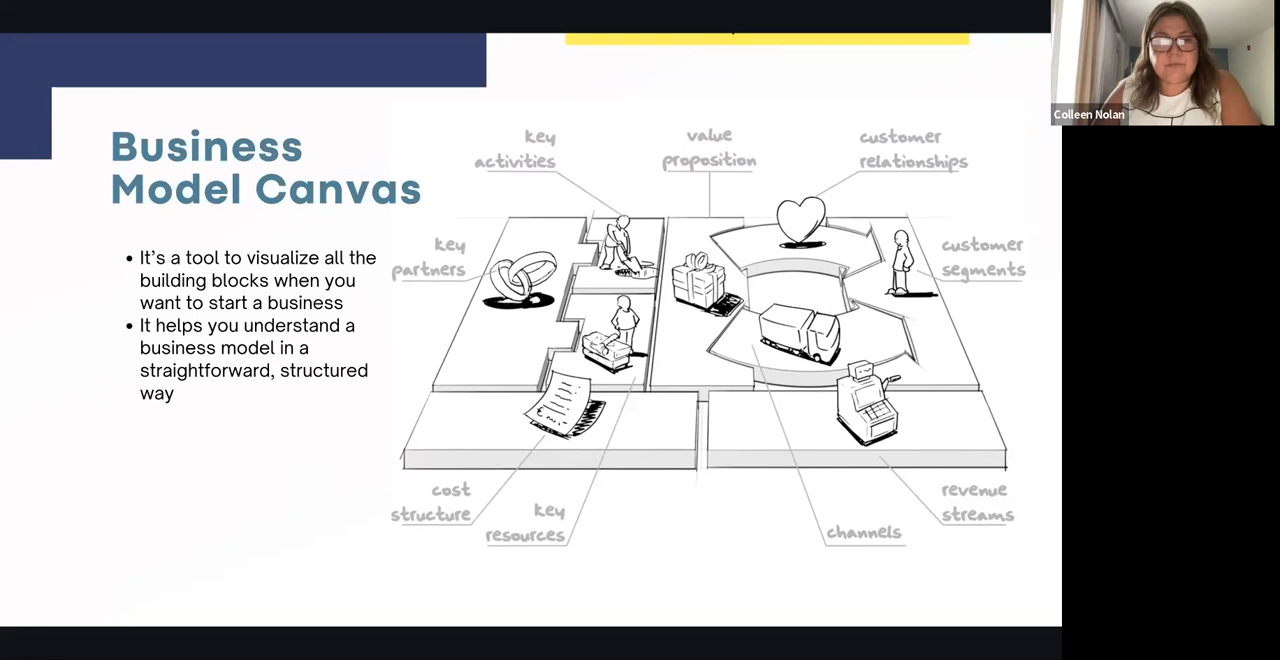 Colleen Nolan
Business
Model Canvas
• It's a tool to visualize all the
building blocks when you
want to start a business
• It helps you understand a
business model in a
straightforward, structured
way
key
activities
value
proposition
customer
relationships
key
partners
customer
segments
cost
structure
key
resources
channels
revenue
streams